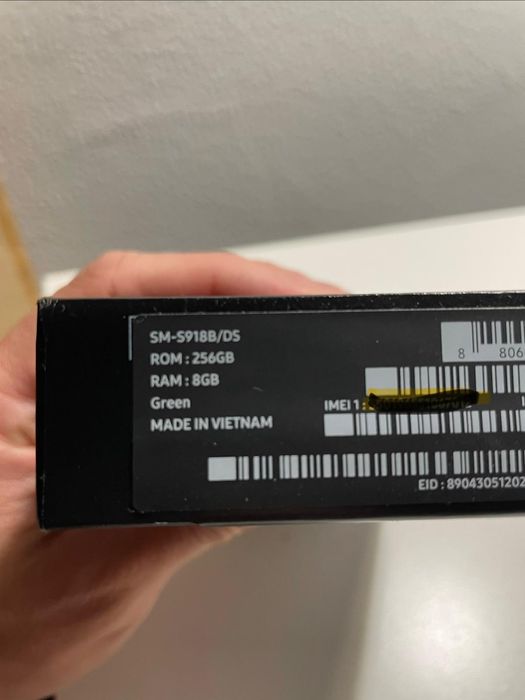 SM-S918B/DS
ROM : 256GB
RAM : 8GB
Green
MADE IN VIETNAM
8 806
IMEI 1 :
EID : 89043051202